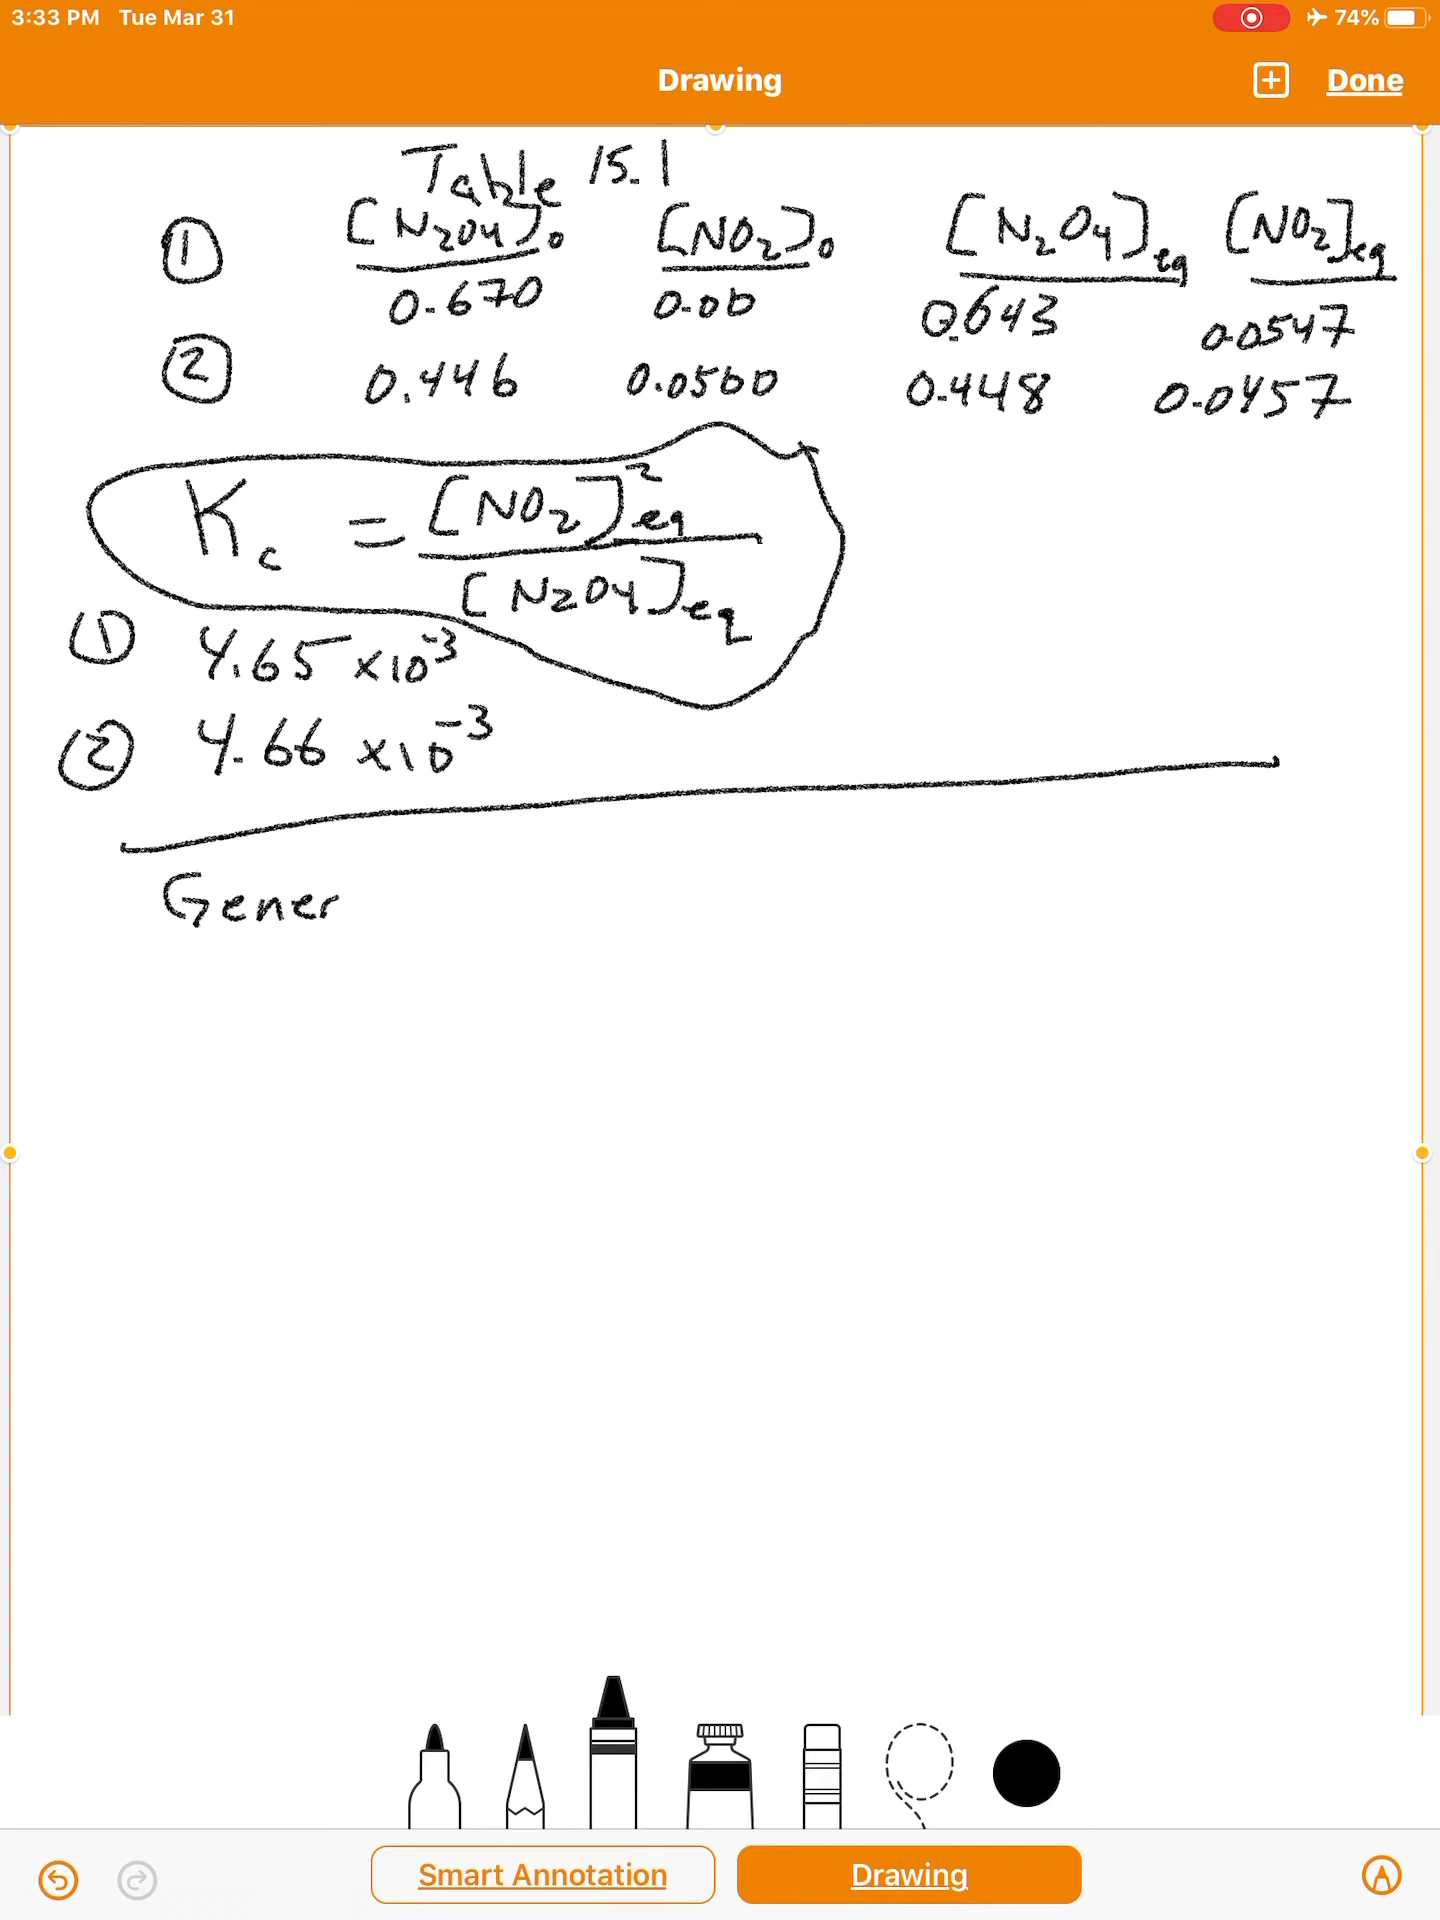 3:33 PM Tue Mar 31 74%
Drawing Done
Table 15.1
① [N₂O₄]₀ [NO₂]₀ [N₂O₄]eq [NO₂]eq
0.670 0.00 0.643 0.0547
② 0.446 0.0500 0.448 0.0457
Kc = [NO₂]²eq
[N₂O₄]eq
① 4.65 ×10⁻³
② 4.66 ×10⁻³
Gener
Smart Annotation Drawing